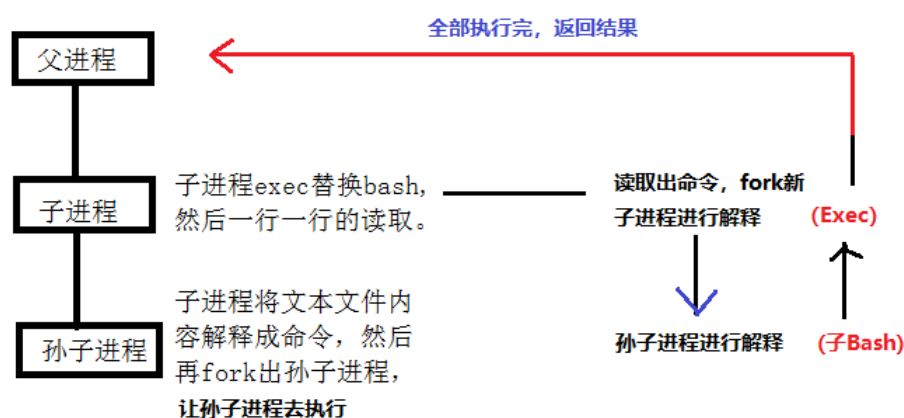 全部执行完，返回结果
父进程
子进程
子进程exec替换bash，
然后一行一行的读取。
读取出命令，fork新
子进程进行解释
(Exec)
孙子进程
子进程将文本文件内
容解释成命令，然后
再fork出孙子进程，
让孙子进程去执行
孙子进程进行解释
(子Bash)